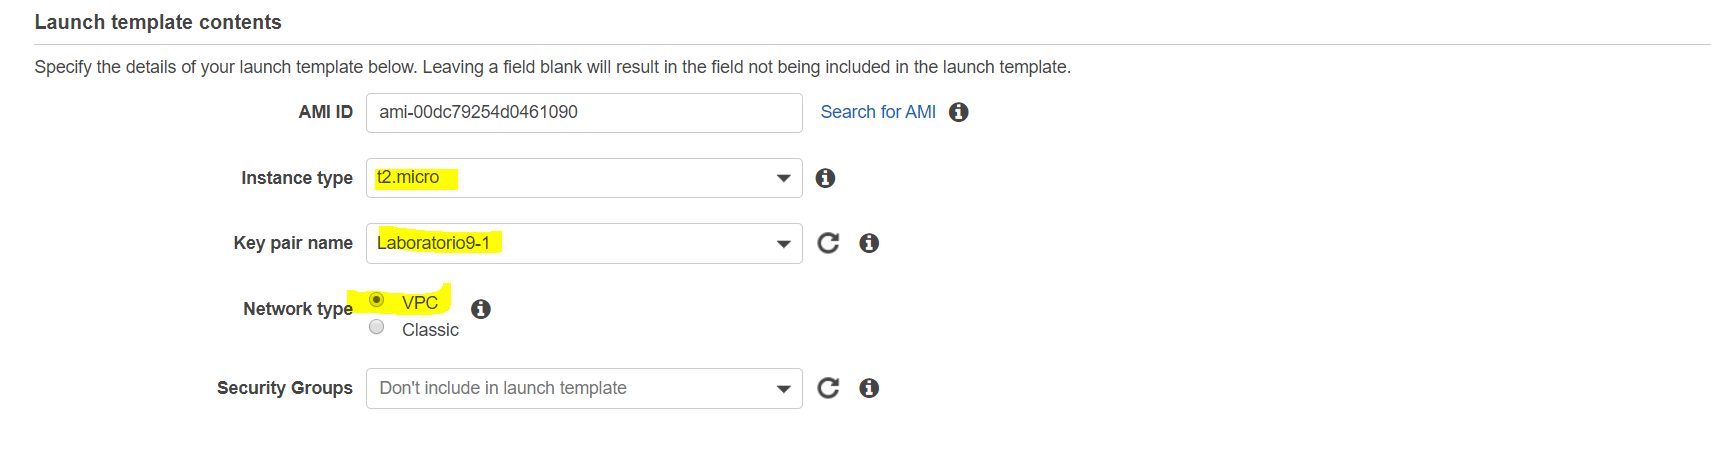 Launch template contents
Specify the details of your launch template below. Leaving a field blank will result in the field not being included in the launch template.
AMI ID ami-00dc79254d0461090 Search for AMI
Instance type t2.micro
Key pair name Laboratorio9-1
Network type VPC
Classic
Security Groups Don't include in launch template